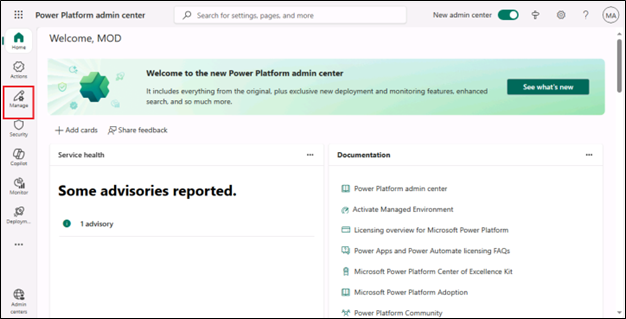 Power Platform admin center
Search for settings, pages, and more
New admin center
MA
Home
Actions
Manage
Security
Copilot
Monitor
Deploym...
Admin centers
Welcome, MOD
Welcome to the new Power Platform admin center
It includes everything from the original, plus exclusive new deployment and monitoring features, enhanced
search, and so much more.
See what's new
Add cards
Share feedback
Service health
Some advisories reported.
1 advisory
Documentation
Power Platform admin center
Activate Managed Environment
Licensing overview for Microsoft Power Platform
Power Apps and Power Automate licensing FAQs
Microsoft Power Platform Center of Excellence Kit
Microsoft Power Platform Adoption
Power Platform Community